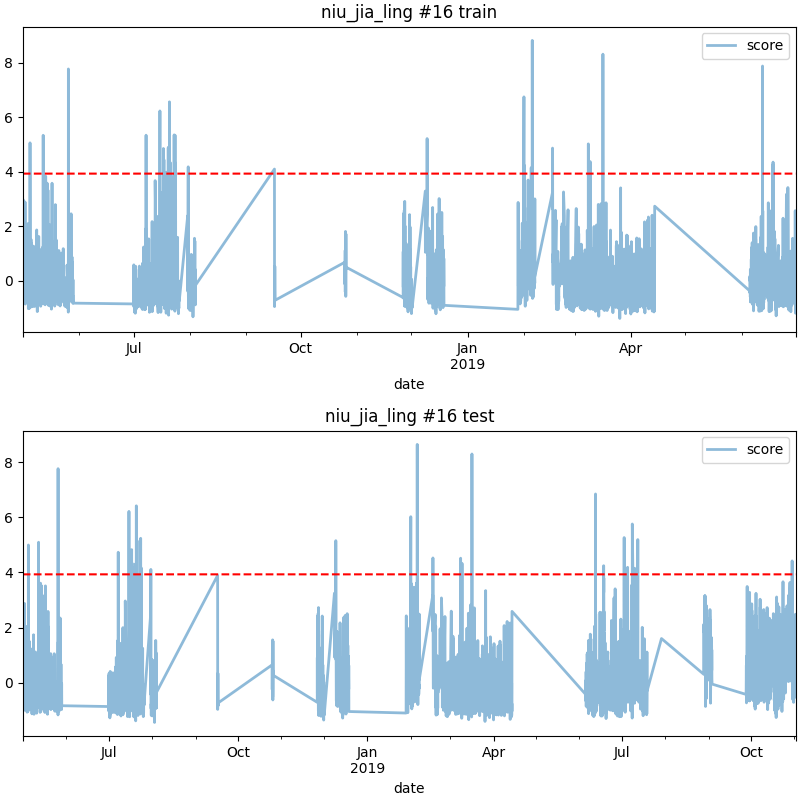 niu_jia_ling #16 train
score
8
6
4
2
0
Jul
Oct
Jan
2019
Apr
date
niu_jia_ling #16 test
score
8
6
4
2
0
Jul
Oct
Jan
2019
Apr
Jul
Oct
date